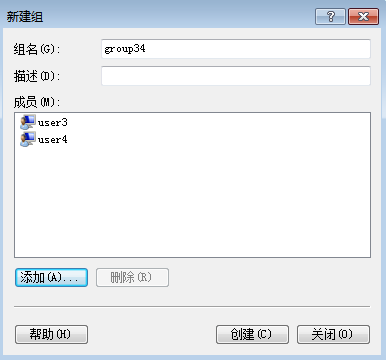 新建组
组名(G):
group34
描述(D):
成员(M):
user3
user4
添加(A)...
删除(R)
帮助(H)
创建(C)
关闭(O)